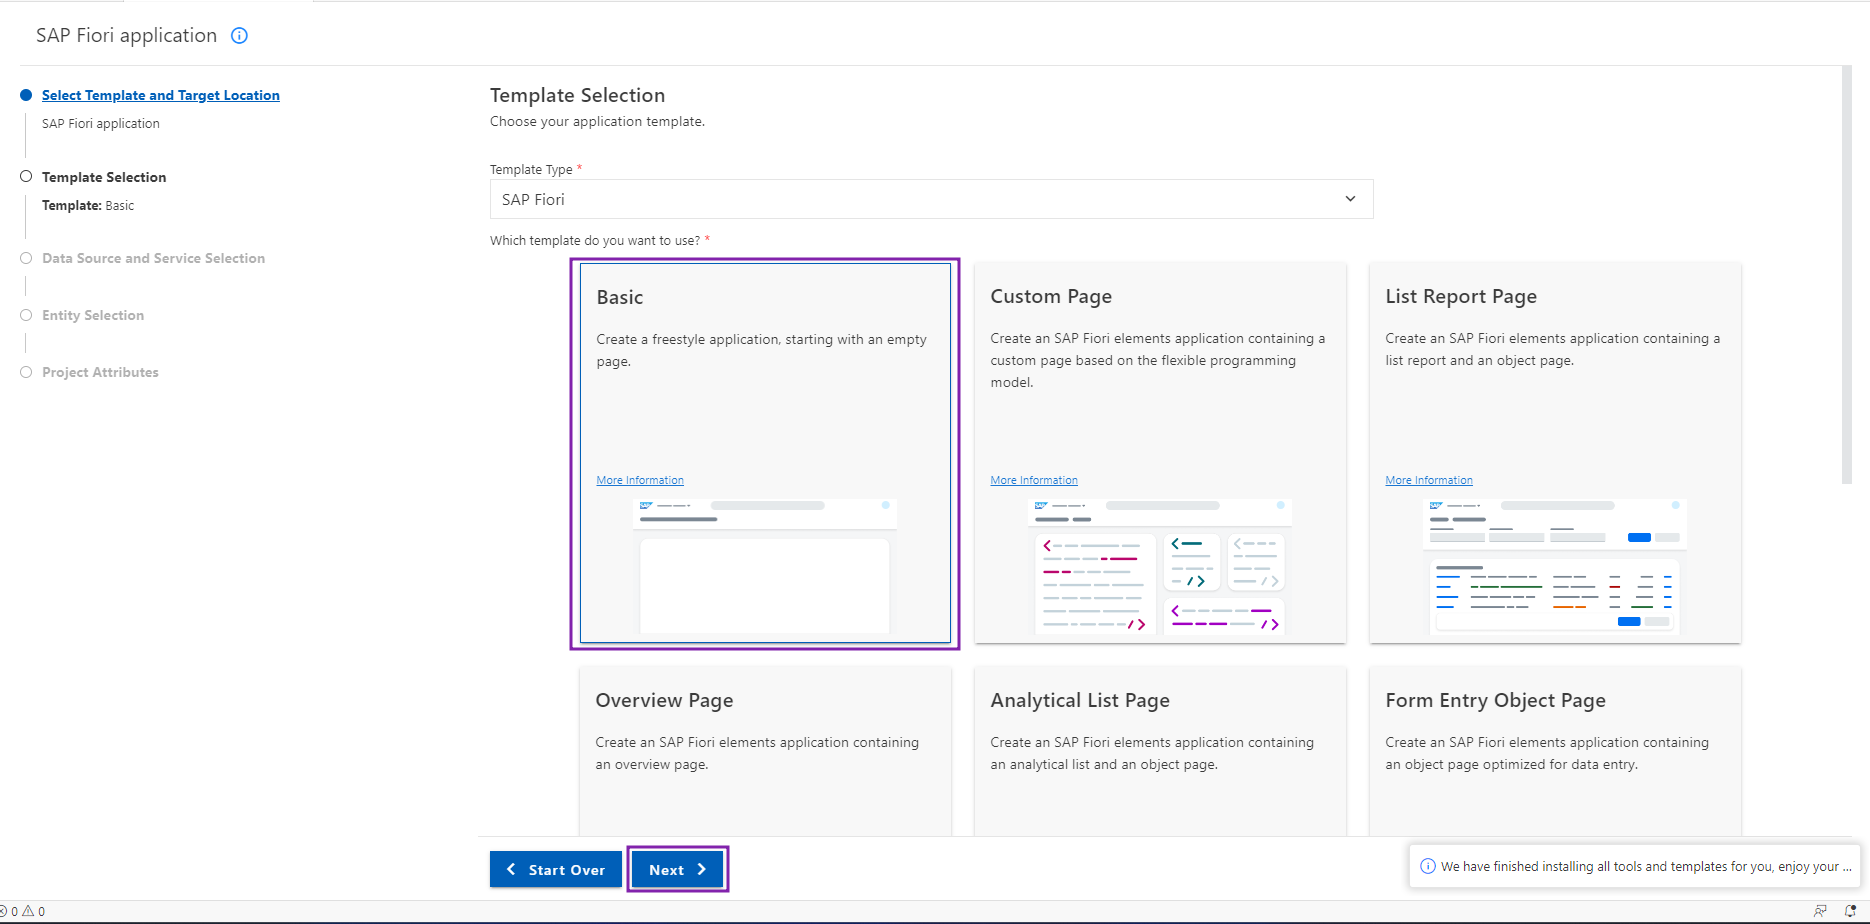 SAP Fiori application
Select Template and Target Location
SAP Fiori application
Template Selection
Template: Basic
Data Source and Service Selection
Entity Selection
Project Attributes
Template Selection
Choose your application template.
Template Type *
SAP Fiori
Which template do you want to use? *
Basic
Create a freestyle application, starting with an empty
page.
More Information
SAP
Custom Page
Create an SAP Fiori elements application containing a
custom page based on the flexible programming
model.
More Information
SAP
List Report Page
Create an SAP Fiori elements application containing a
list report and an object page.
More Information
SAP
Overview Page
Create an SAP Fiori elements application containing
an overview page.
Analytical List Page
Create an SAP Fiori elements application containing
an analytical list and an object page.
Form Entry Object Page
Create an SAP Fiori elements application containing
an object page optimized for data entry.
Start Over
Next
We have finished installing all tools and templates for you, enjoy your ...
0 0